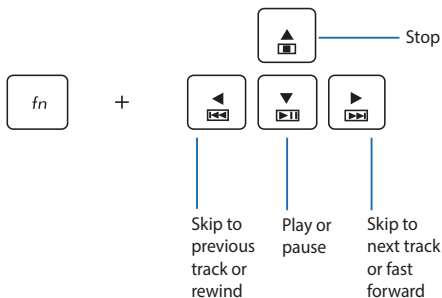 Stop
fn +
Skip to
previous
track or
rewind
Play or
pause
Skip to
next track
or fast
forward